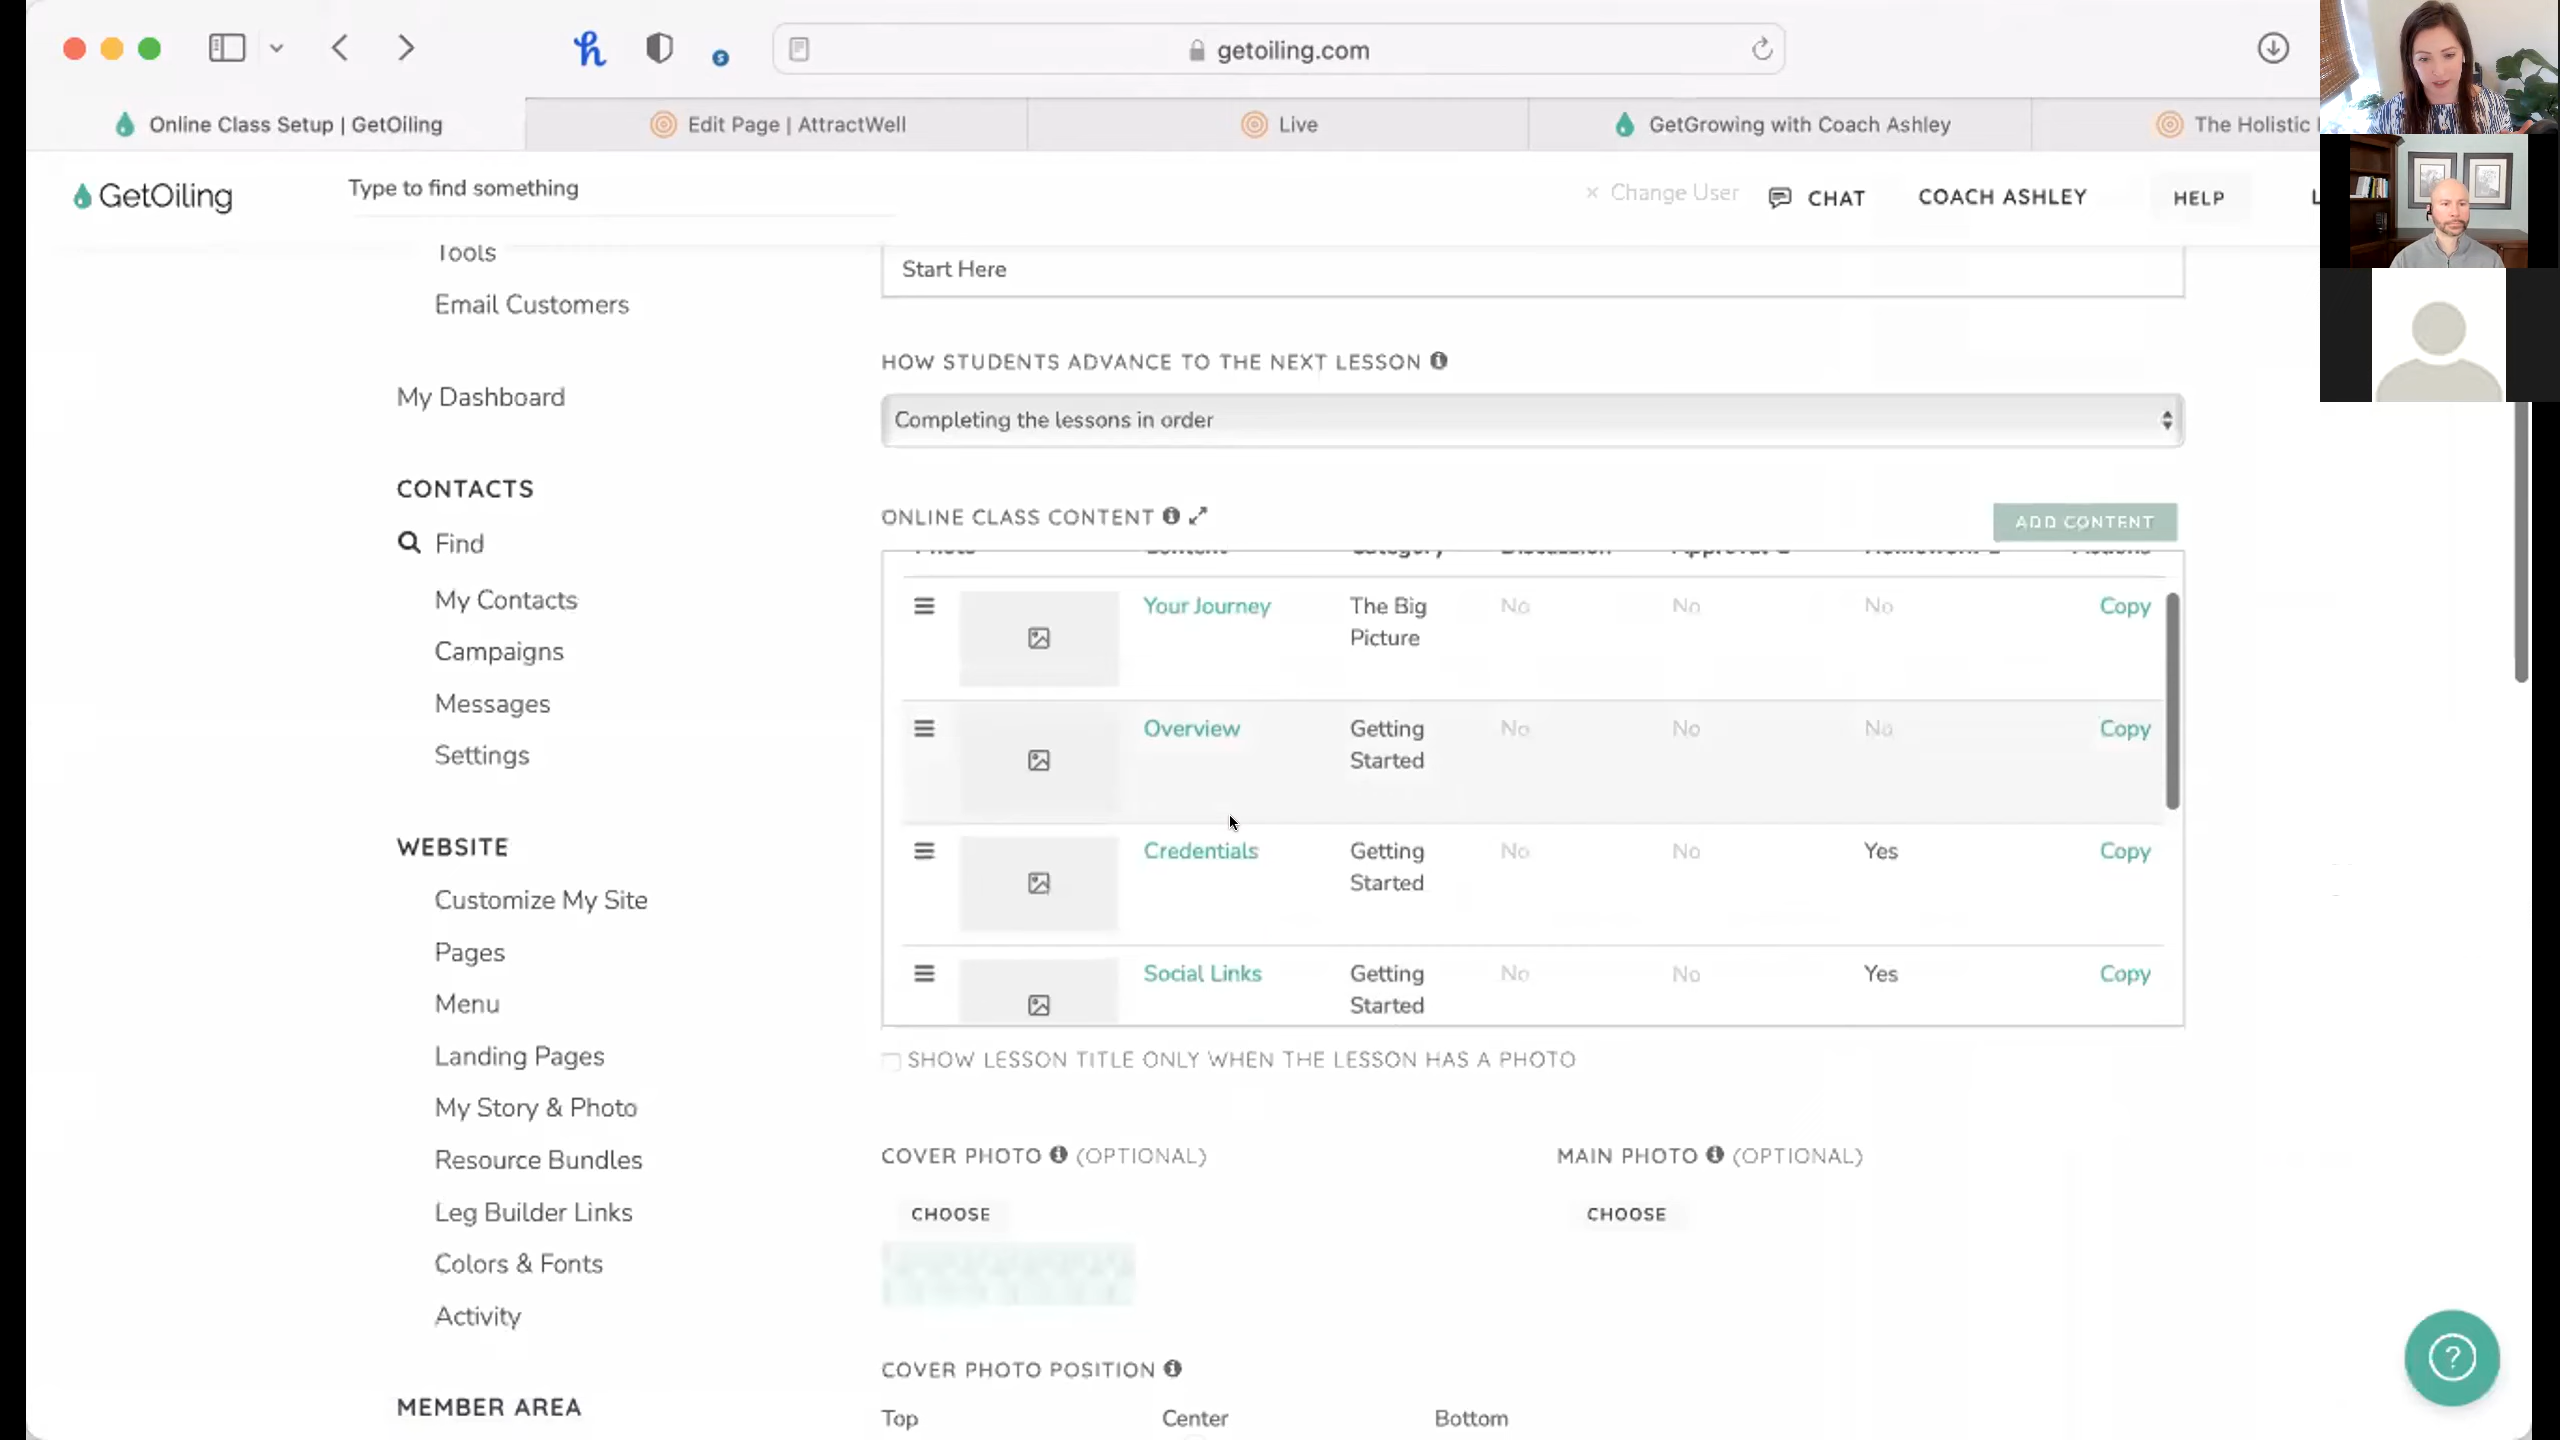 getoiling.com
Online Class Setup | GetOiling
Edit Page | AttractWell
Live
GetGrowing with Coach Ashley
The Holistic
GetOiling
Type to find something
× Change User
CHAT
COACH ASHLEY
HELP
Tools
Email Customers
My Dashboard
CONTACTS
Find
My Contacts
Campaigns
Messages
Settings
WEBSITE
Customize My Site
Pages
Menu
Landing Pages
My Story & Photo
Resource Bundles
Leg Builder Links
Colors & Fonts
Activity
MEMBER AREA
Start Here
HOW STUDENTS ADVANCE TO THE NEXT LESSON
Completing the lessons in order
ONLINE CLASS CONTENT
ADD CONTENT
Your Journey The Big No No No Copy
Picture
Overview Getting No No No Copy
Started
Credentials Getting No No Yes Copy
Started
Social Links Getting No No Yes Copy
Started
SHOW LESSON TITLE ONLY WHEN THE LESSON HAS A PHOTO
COVER PHOTO (OPTIONAL)
MAIN PHOTO (OPTIONAL)
CHOOSE
CHOOSE
COVER PHOTO POSITION
Top Center Bottom